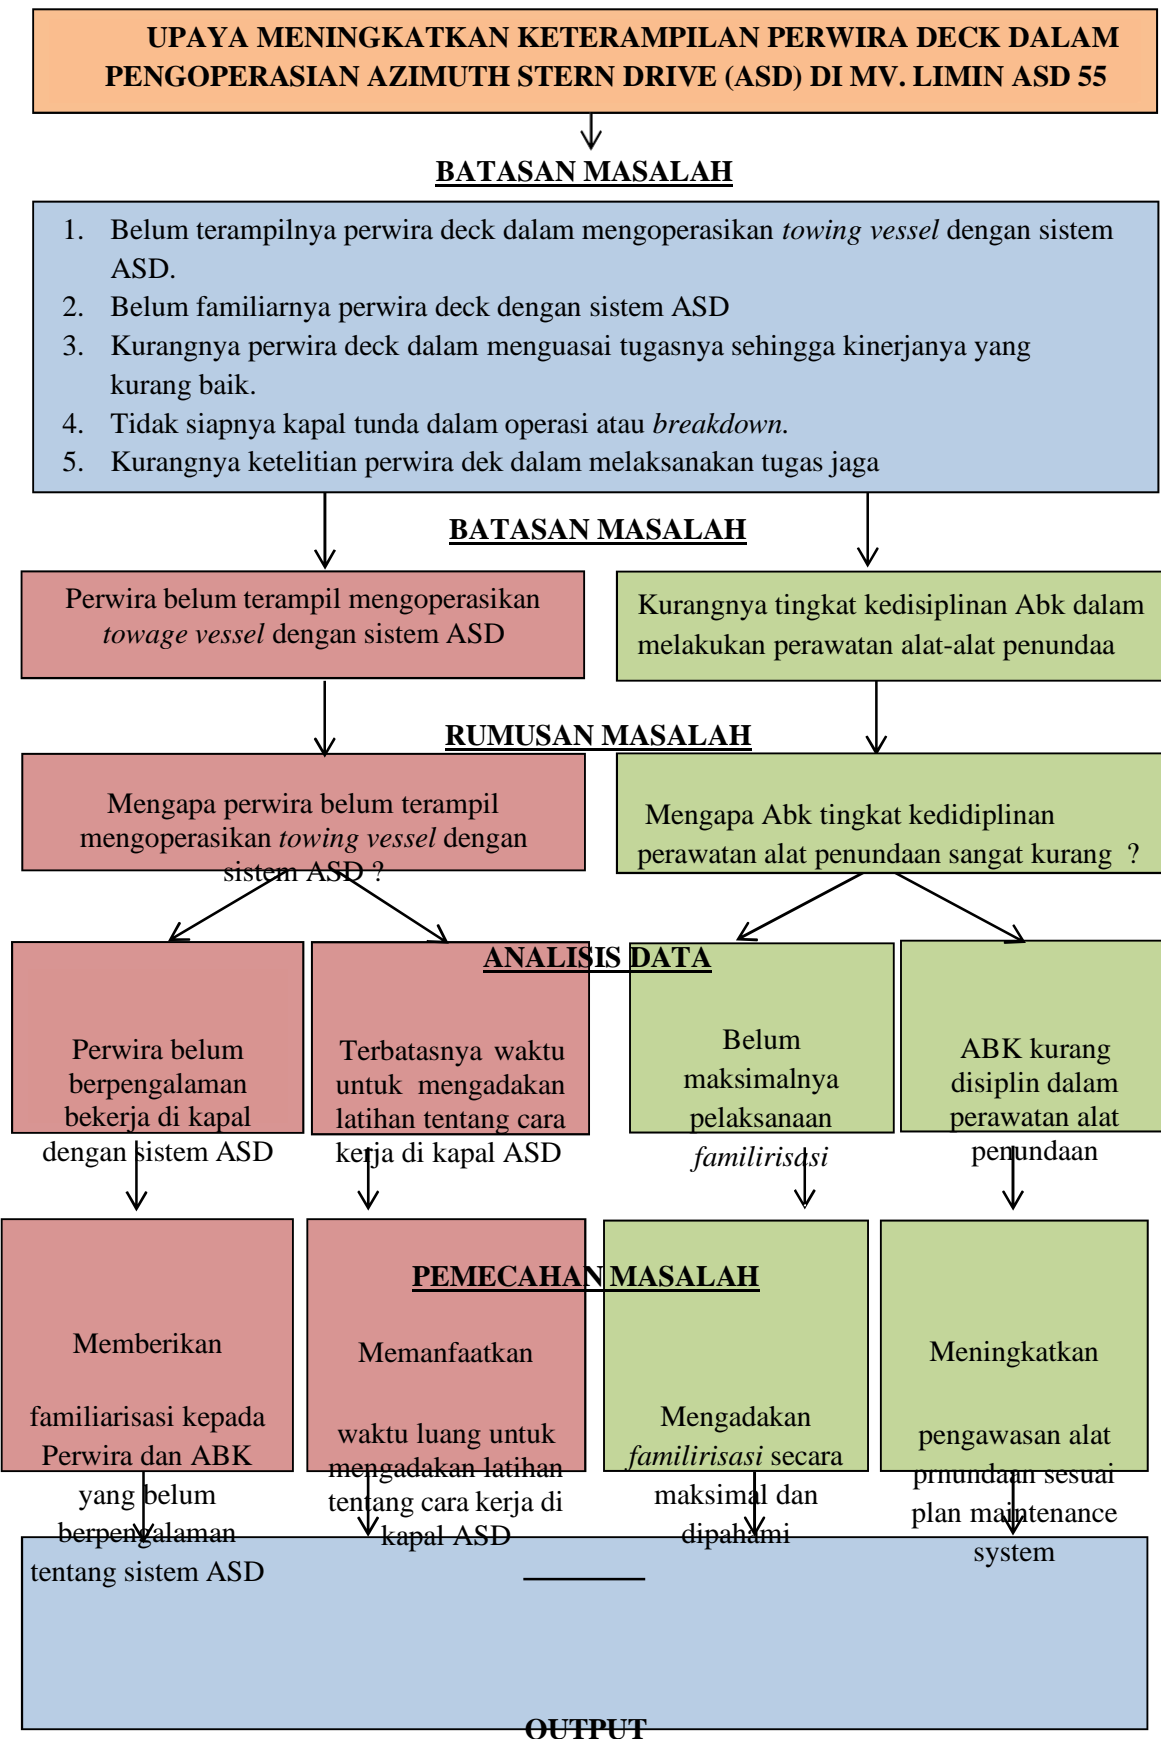 UPAYA MENINGKATKAN KETERAMPILAN PERWIRA DECK DALAM
PENGOPERASIAN AZIMUTH STERN DRIVE (ASD) DI MV. LIMIN ASD 55
BATASAN MASALAH
1. Belum terampilnya perwira deck dalam mengoperasikan towing vessel dengan sistem
ASD.
2. Belum familiarnya perwira deck dengan sistem ASD
3. Kurangnya perwira deck dalam menguasai tugasnya sehingga kinerjanya yang
kurang baik.
4. Tidak siapnya kapal tunda dalam operasi atau breakdown.
5. Kurangnya ketelitian perwira dek dalam melaksanakan tugas jaga
BATASAN MASALAH
Perwira belum terampil mengoperasikan
towage vessel dengan sistem ASD
Kurangnya tingkat kedisiplinan Abk dalam
melakukan perawatan alat-alat penundaa
RUMUSAN MASALAH
Mengapa perwira belum terampil
mengoperasikan towing vessel dengan
sistem ASD ?
Mengapa Abk tingkat kedidiplinan
perawatan alat penundaan sangat kurang ?
ANALISIS DATA
Perwira belum
berpengalaman
bekerja di kapal
dengan sistem ASD
Terbatasnya waktu
untuk mengadakan
latihan tentang cara
kerja di kapal ASD
Belum
maksimalnya
pelaksanaan
familirisasi
ABK kurang
disiplin dalam
perawatan alat
penundaan
PEMECAHAN MASALAH
Memberikan
familiarisasi kepada
Perwira dan ABK
yang belum
berpengalaman
tentang sistem ASD
Memanfaatkan
waktu luang untuk
mengadakan latihan
tentang cara kerja di
kapal ASD
Mengadakan
familirisasi secara
maksimal dan
dipahami
Meningkatkan
pengawasan alat
prnundaan sesuai
plan maintenance
system
OUTPUT